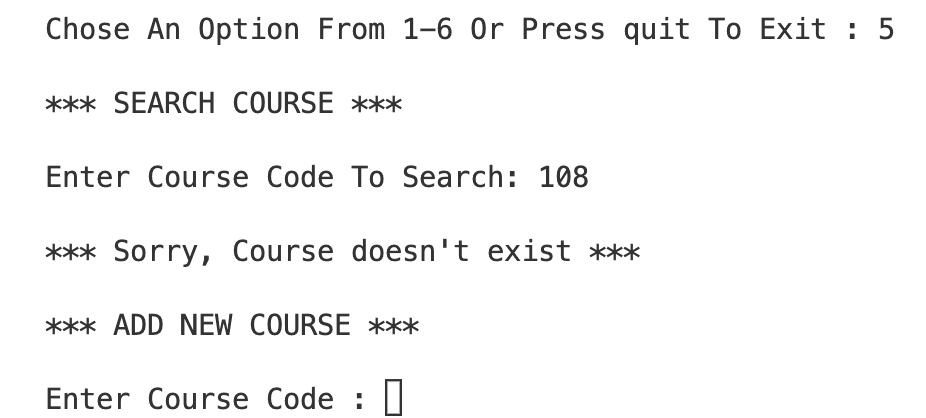 Chose An Option From 1-6 Or Press quit To Exit : 5
*** SEARCH COURSE ***
Enter Course Code To Search: 108
*** Sorry, Course doesn't exist ***
*** ADD NEW COURSE ***
Enter Course Code :